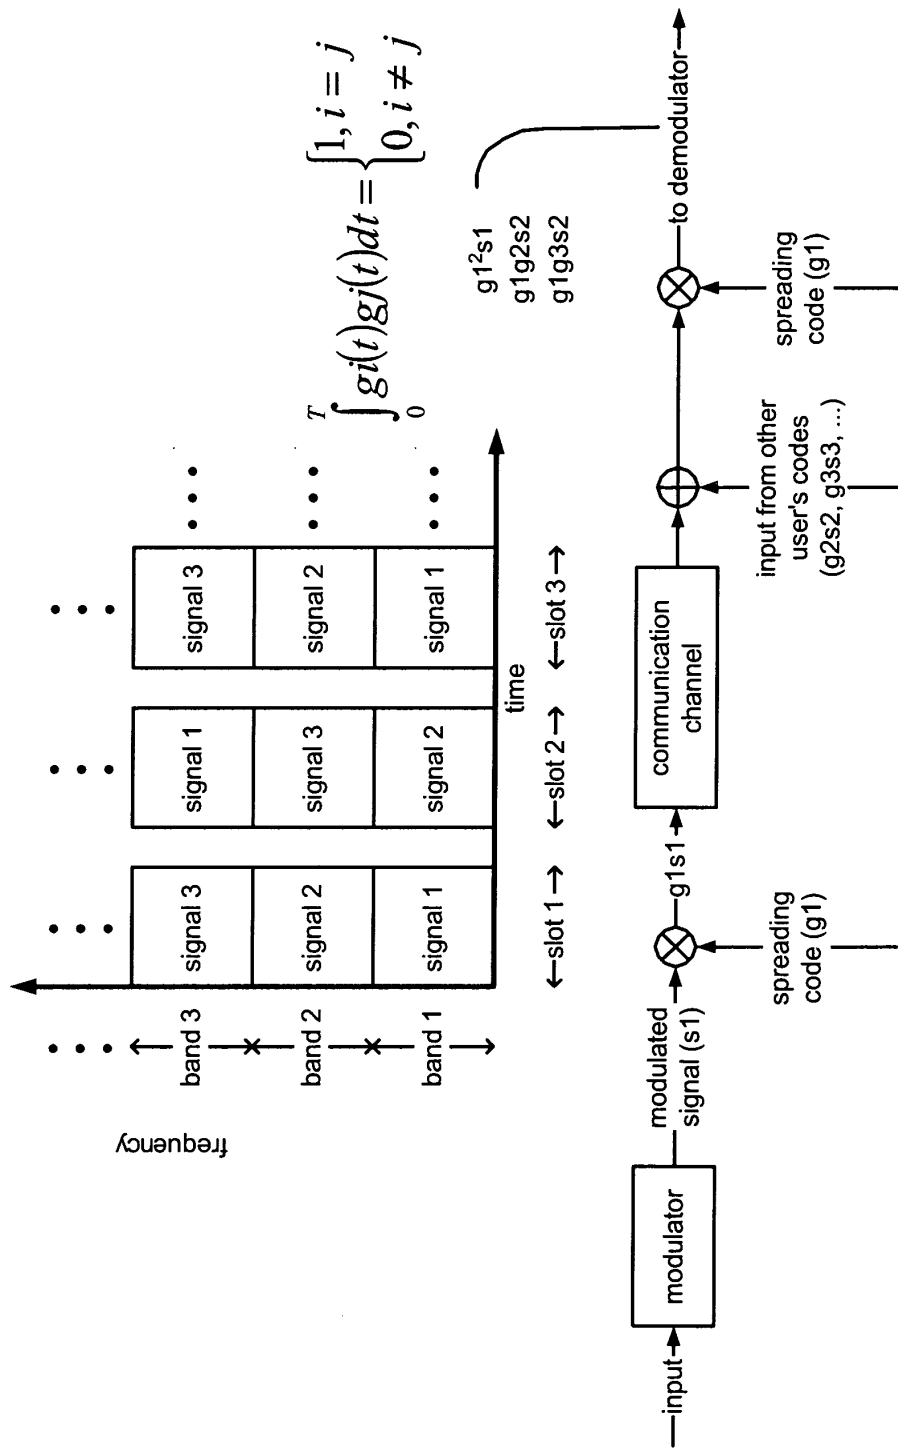 frequency
band 3
band 2
band 1
signal 3
signal 2
signal 1
signal 1
signal 3
signal 2
signal 3
signal 2
signal 1
time
slot 1
slot 2
slot 3
∫₀ᵀ gi(t)gj(t)dt = {1, i = j
0, i ≠ j
g1²s1
g1g2s2
g1g3s2
input
modulator
modulated
signal (s1)
spreading
code (g1)
g1s1
communication
channel
input from other
user's codes
(g2s2, g3s3, ...)
spreading
code (g1)
to demodulator